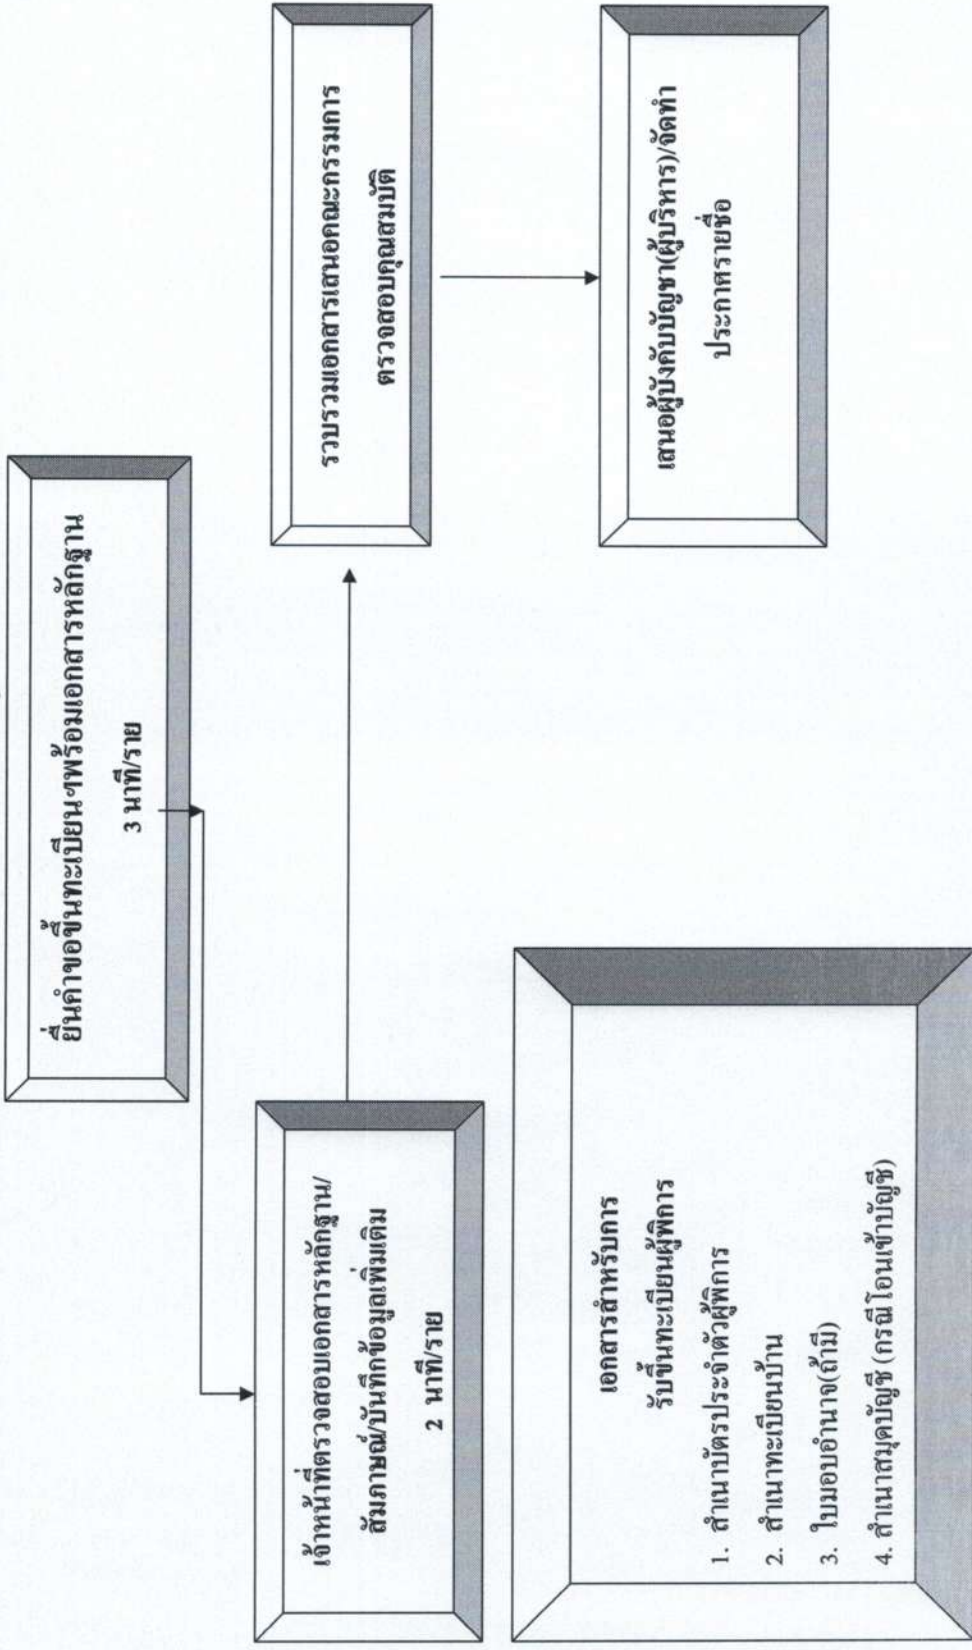 ยื่นคำขอขึ้นทะเบียนฯพร้อมเอกสารหลักฐาน
3 นาที/ราย
เจ้าหน้าที่ตรวจสอบเอกสารหลักฐาน/
สัมภาษณ์/บันทึกข้อมูลเพิ่มเติม
2 นาที/ราย
รวบรวมเอกสารเสนอคณะกรรมการ
ตรวจสอบคุณสมบัติ
เสนอผู้บังคับบัญชา(ผู้บริหาร)/จัดทำ
ประกาศรายชื่อ
เอกสารสำหรับการ
รับขึ้นทะเบียนผู้พิการ
1. สำเนาบัตรประจำตัวผู้พิการ
2. สำเนาทะเบียนบ้าน
3. ใบมอบอำนาจ(ถ้ามี)
4. สำเนาสมุดบัญชี (กรณีโอนเข้าบัญชี)